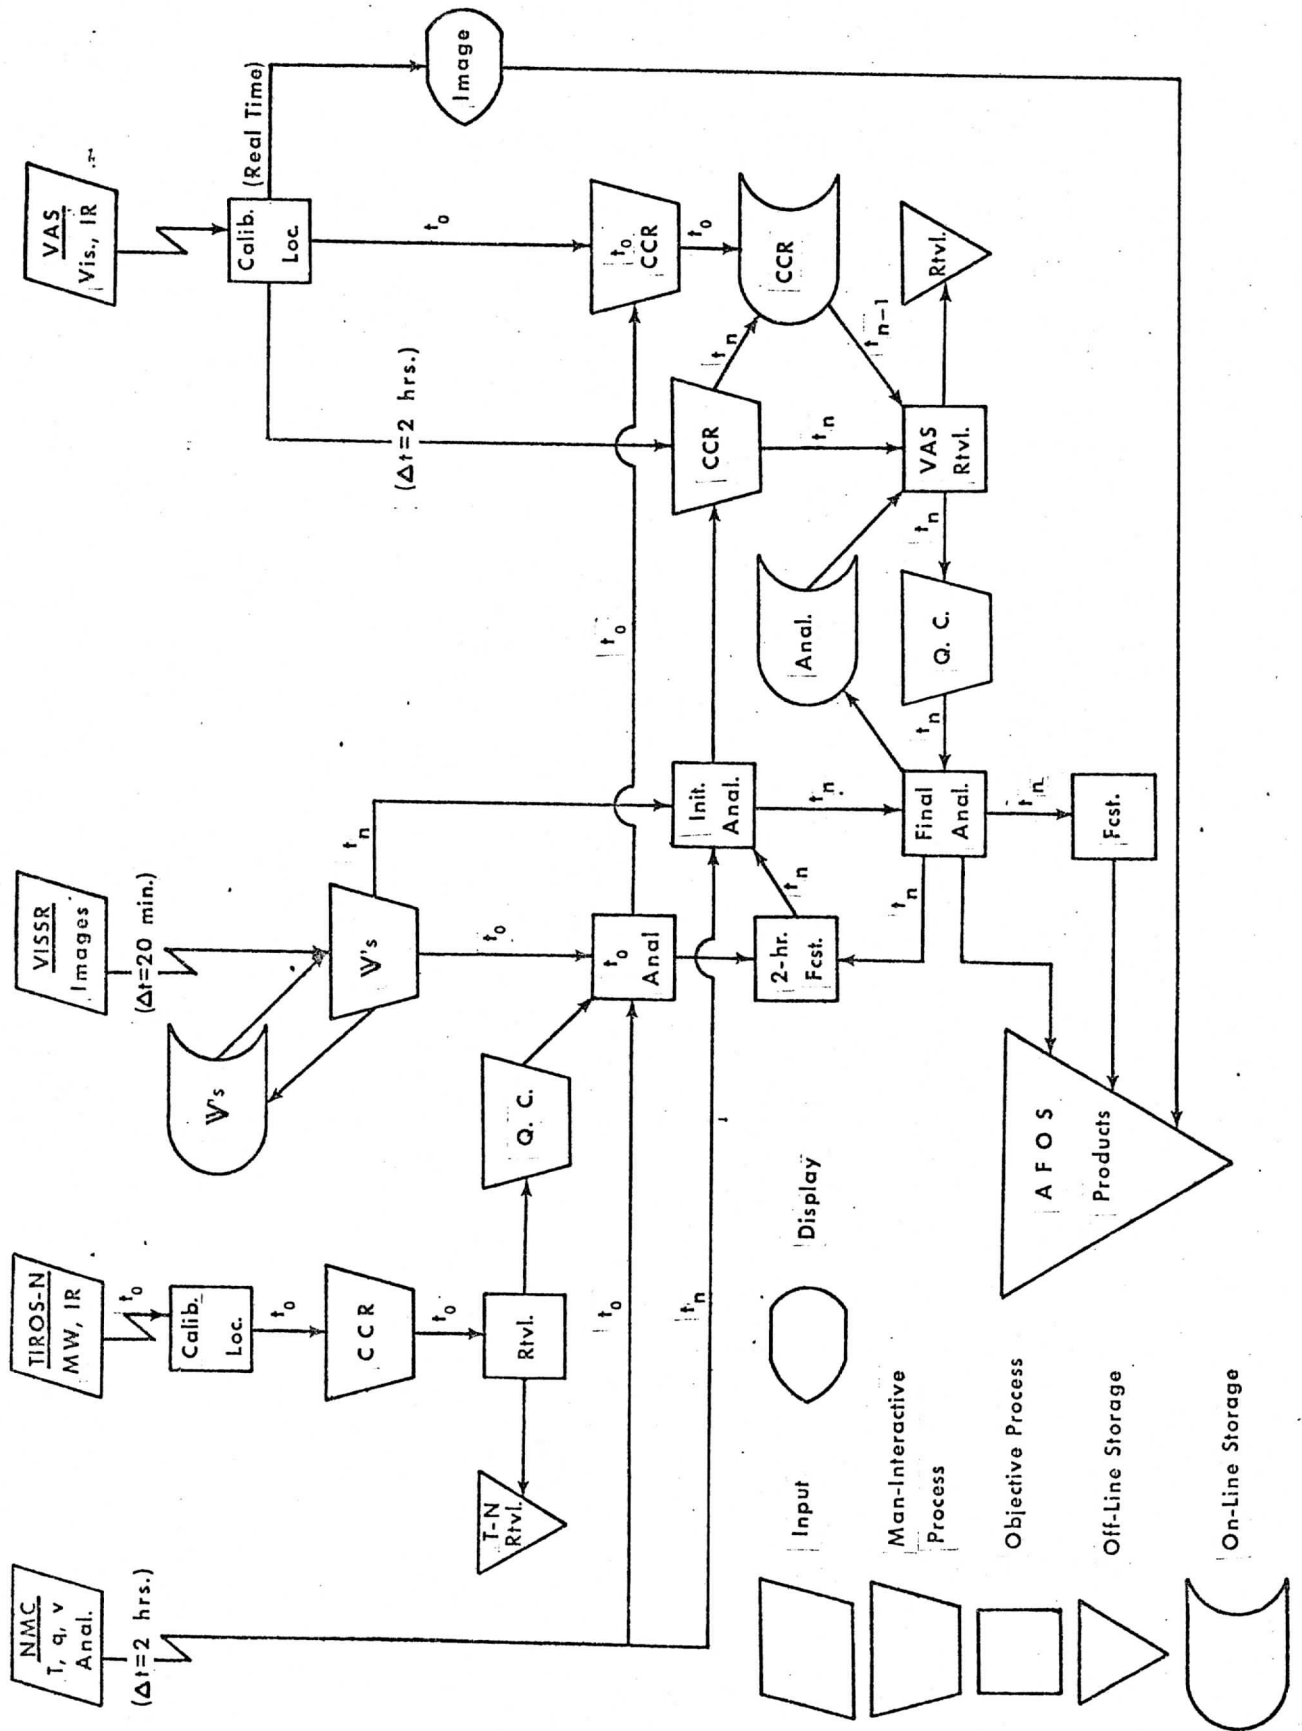 NMC
T, q, v
Anal.
(Δt=2 hrs.)
TIROS-N
MW, IR
t₀
Calib.
Loc.
t₀
C C R
t₀
Rtvl.
T-N
Rtvl.
Q. C.
VISSR
Images
(Δt=20 min.)
V's
V's
tₙ
t₀
t₀
Anal
t₀
tₙ
t₀
VAS
Vis., IR
Calib.
Loc.
(Real Time)
Image
(Δt=2 hrs.)
t₀
t₀
CCR
t₀
CCR
CCR
tₙ
tₙ
tₙ₋₁
VAS
Rtvl.
Rtvl.
Init.
Anal.
tₙ
2-hr.
Fcst.
tₙ
Anal.
tₙ
Q. C.
tₙ
Final
Anal.
tₙ
tₙ
Fcst.
A F O S
Products
Input
Display
Man-Interactive
Process
Objective Process
Off-Line Storage
On-Line Storage